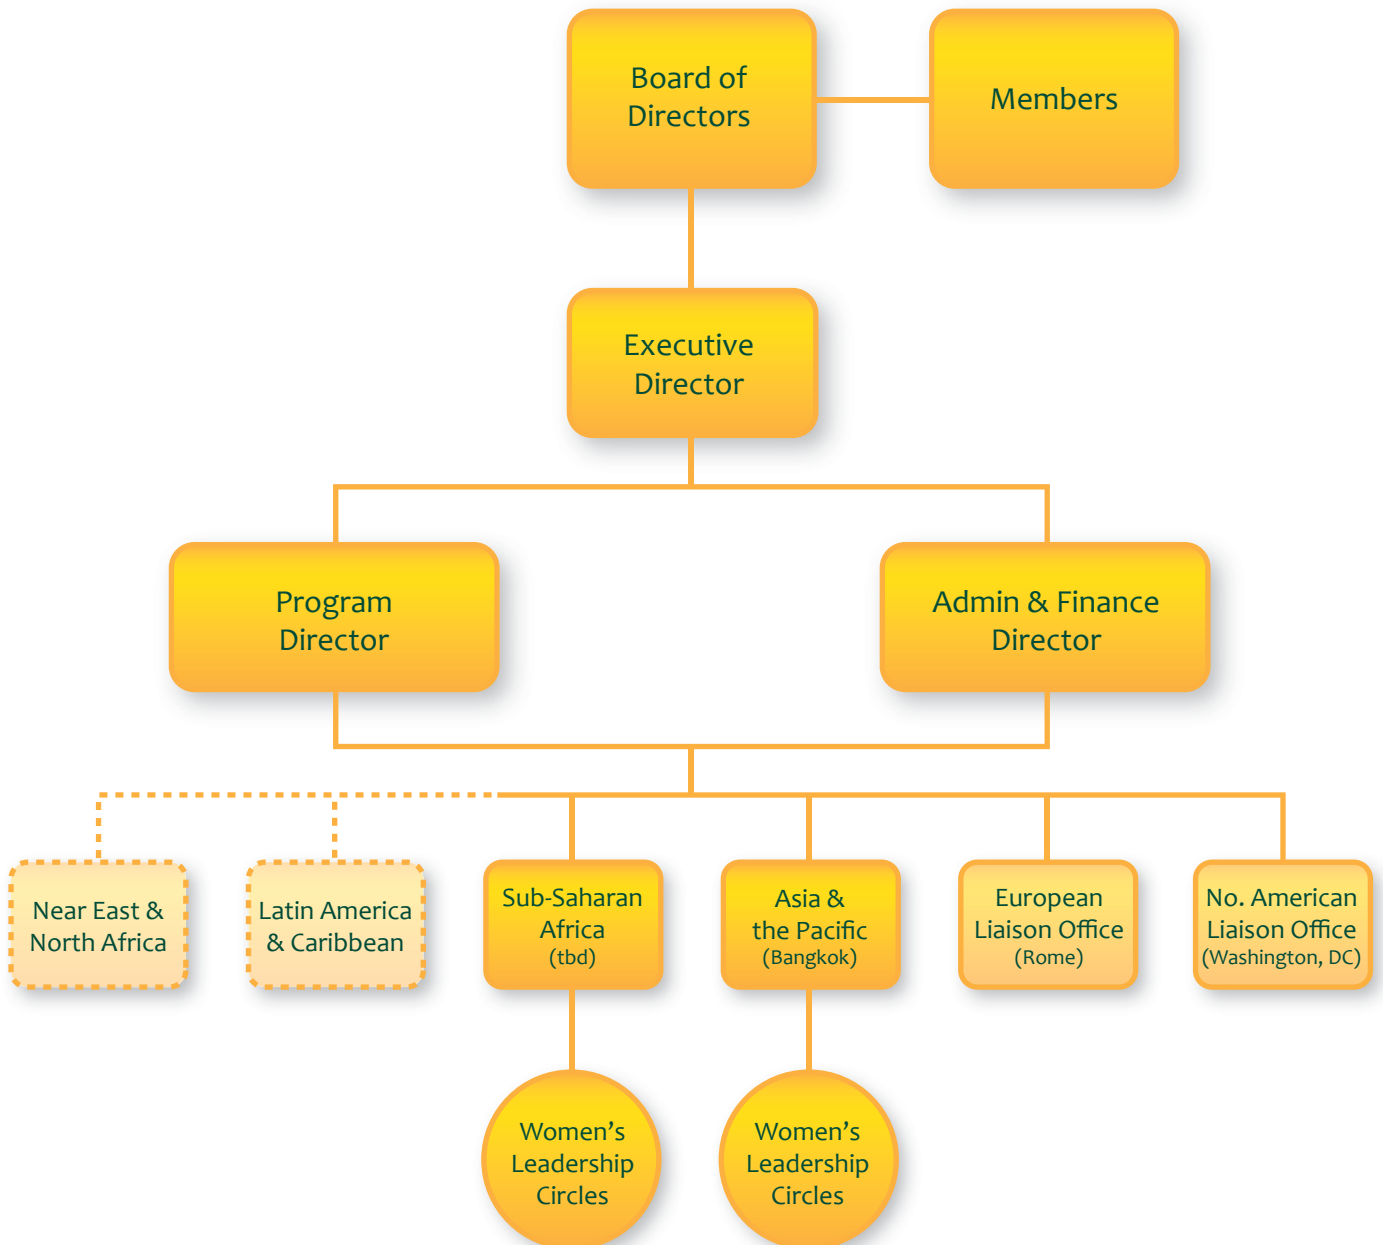 Board of
Directors
Members
Executive
Director
Program
Director
Admin & Finance
Director
Near East &
North Africa
Latin America
& Caribbean
Sub-Saharan
Africa
(tbd)
Asia &
the Pacific
(Bangkok)
European
Liaison Office
(Rome)
No. American
Liaison Office
(Washington, DC)
Women’s
Leadership
Circles
Women’s
Leadership
Circles